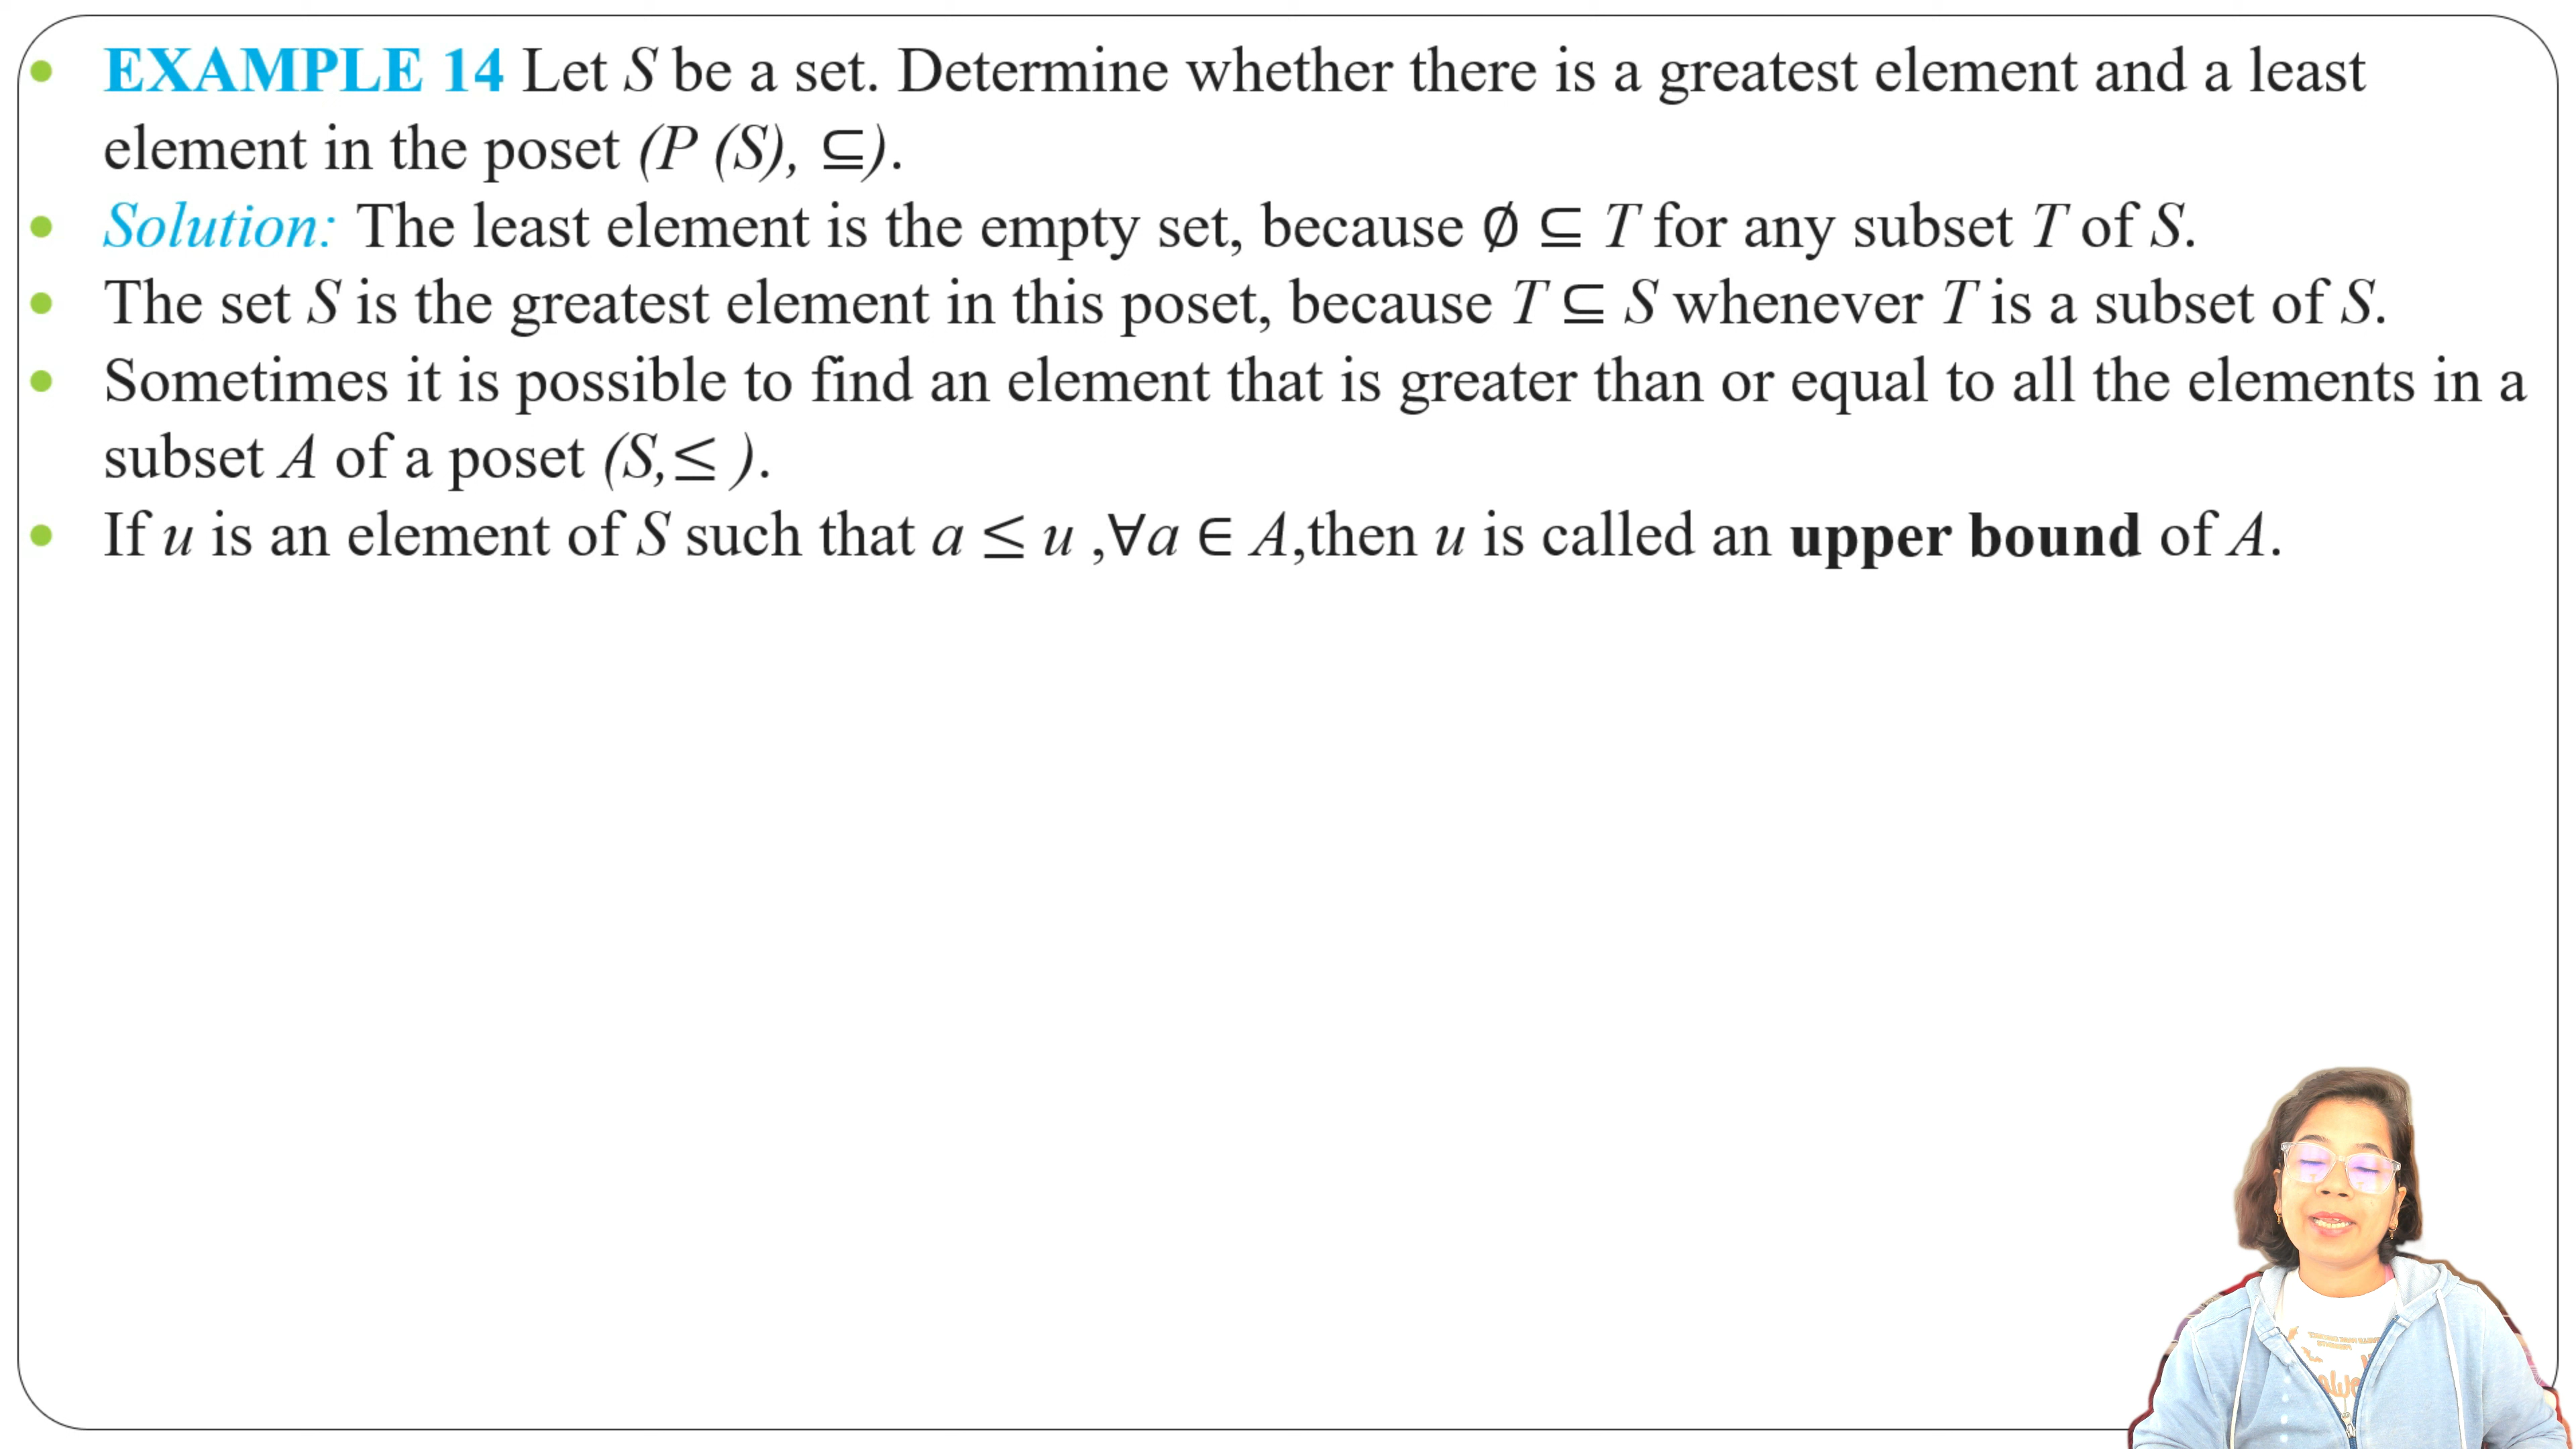 • EXAMPLE 14 Let S be a set. Determine whether there is a greatest element and a least
element in the poset (P (S), ⊆).
• Solution: The least element is the empty set, because ∅ ⊆ T for any subset T of S.
• The set S is the greatest element in this poset, because T ⊆ S whenever T is a subset of S.
• Sometimes it is possible to find an element that is greater than or equal to all the elements in a
subset A of a poset (S,≤ ).
• If u is an element of S such that a ≤ u ,∀a ∈ A,then u is called an upper bound of A.